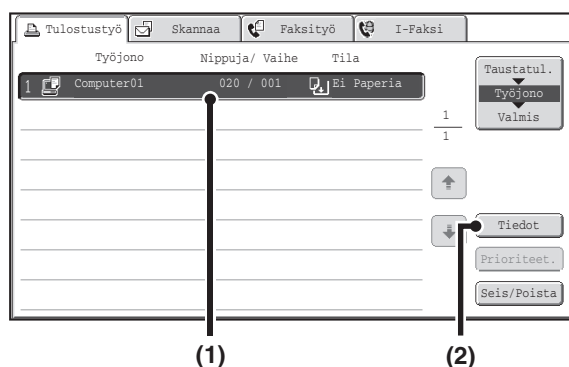 Tulostustyö Skannaa Faksityö I-Faksi
Työjono Nippuja/ Vaihe Tila
1 Computer01 020 / 001 Ei Paperia
1
1
Taustatul.
Työjono
Valmis
Tiedot
Prioriteet.
Seis/Poista
(1) (2)